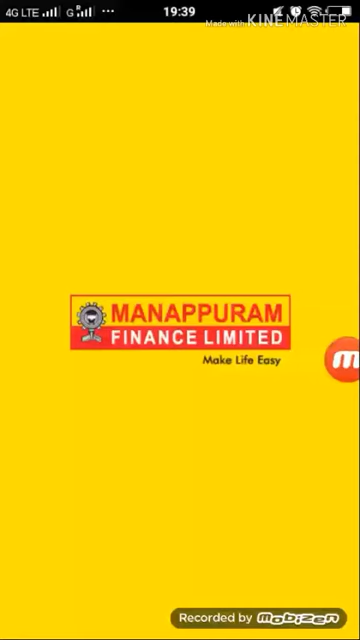 4G LTE G R ... 19:39
Made with KINEMASTER
MANAPPURAM
FINANCE LIMITED
Make Life Easy
m
Recorded by Mobizen